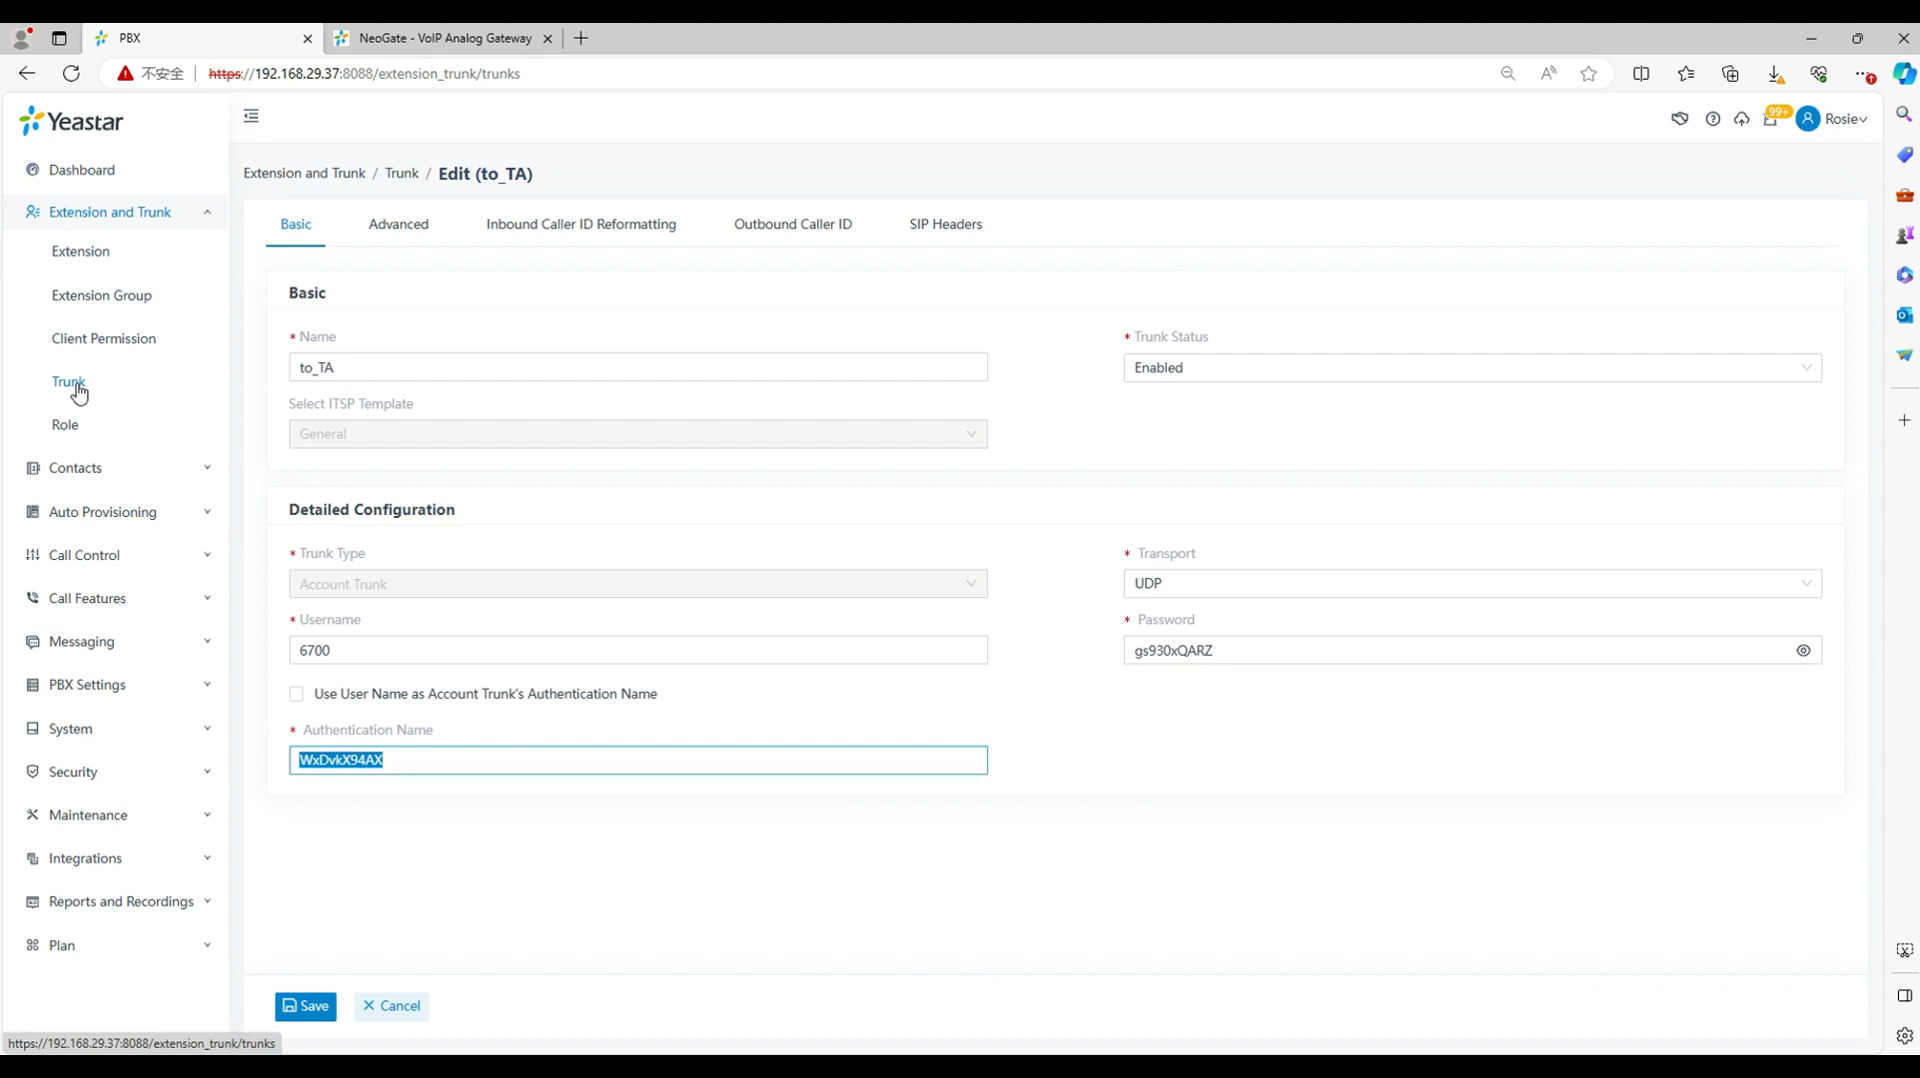 PBX
NeoGate - VoIP Analog Gateway
不安全
https://192.168.29.37:8088/extension_trunk/trunks
Yeastar
99+
Rosie
Dashboard
Extension and Trunk
Extension
Extension Group
Client Permission
Trunk
Role
Contacts
Auto Provisioning
Call Control
Call Features
Messaging
PBX Settings
System
Security
Maintenance
Integrations
Reports and Recordings
Plan
Extension and Trunk / Trunk / Edit (to_TA)
Basic Advanced Inbound Caller ID Reformatting Outbound Caller ID SIP Headers
Basic
* Name
to_TA
* Trunk Status
Enabled
Select ITSP Template
General
Detailed Configuration
* Trunk Type
Account Trunk
* Transport
UDP
* Username
6700
* Password
gs930xQARZ
Use User Name as Account Trunk's Authentication Name
* Authentication Name
WxDvkX94AX
Save
Cancel
https://192.168.29.37:8088/extension_trunk/trunks